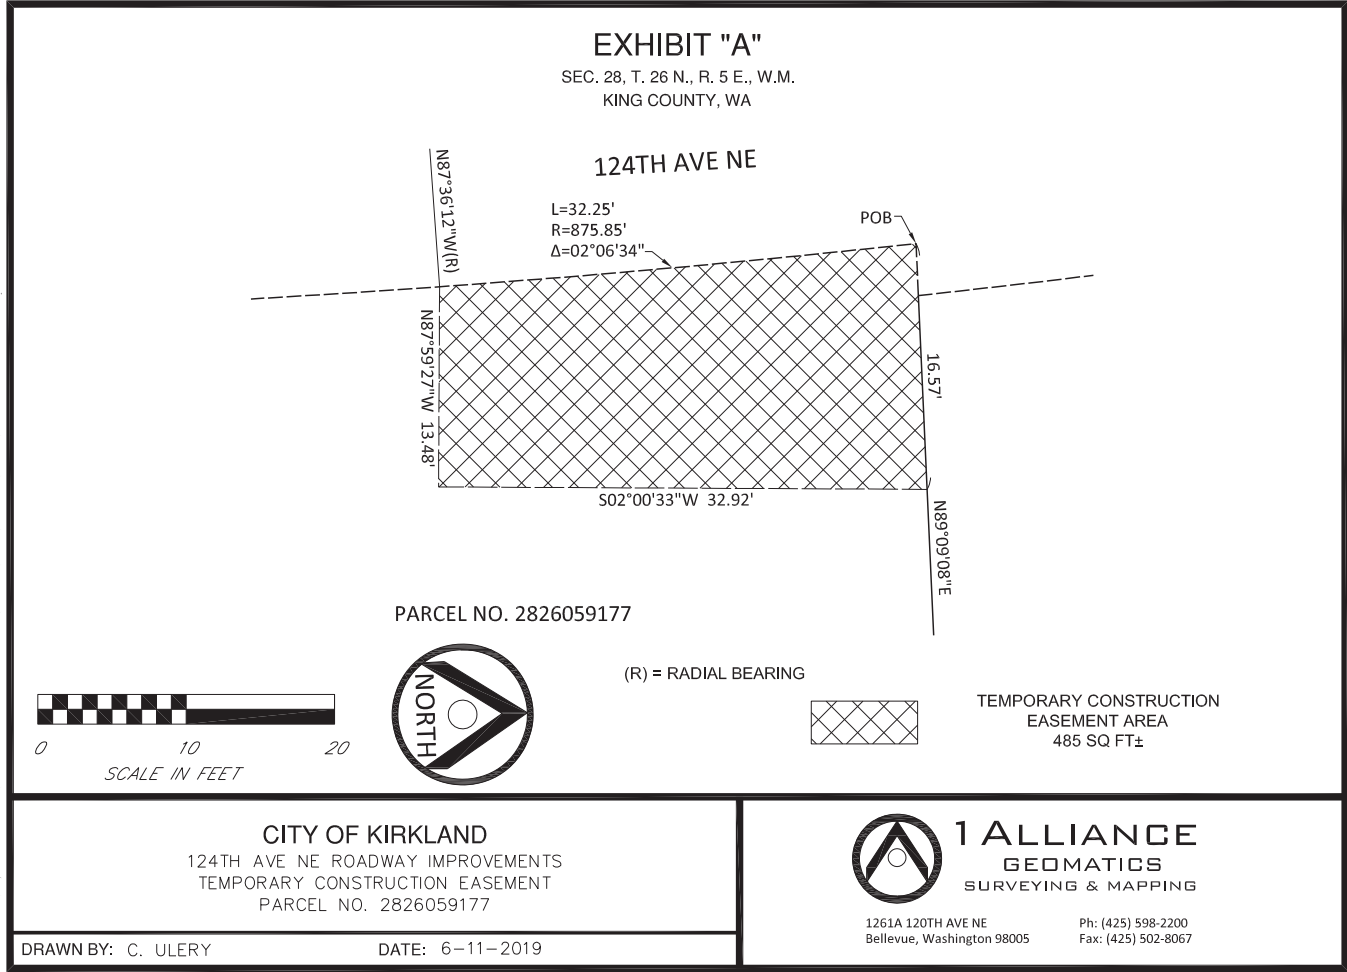 EXHIBIT "A"
SEC. 28, T. 26 N., R. 5 E., W.M.
KING COUNTY, WA
124TH AVE NE
N87°36'12"W(R)
L=32.25'
R=875.85'
Δ=02°06'34"
POB
N87°59'27"W 13.48'
16.57'
S02°00'33"W 32.92'
N89°09'08"E
PARCEL NO. 2826059177
NORTH
(R) = RADIAL BEARING
0 10 20
SCALE IN FEET
TEMPORARY CONSTRUCTION
EASEMENT AREA
485 SQ FT±
CITY OF KIRKLAND
124TH AVE NE ROADWAY IMPROVEMENTS
TEMPORARY CONSTRUCTION EASEMENT
PARCEL NO. 2826059177
DRAWN BY: C. ULERY DATE: 6-11-2019
1 ALLIANCE
GEOMATICS
SURVEYING & MAPPING
1261A 120TH AVE NE Ph: (425) 598-2200
Bellevue, Washington 98005 Fax: (425) 502-8067